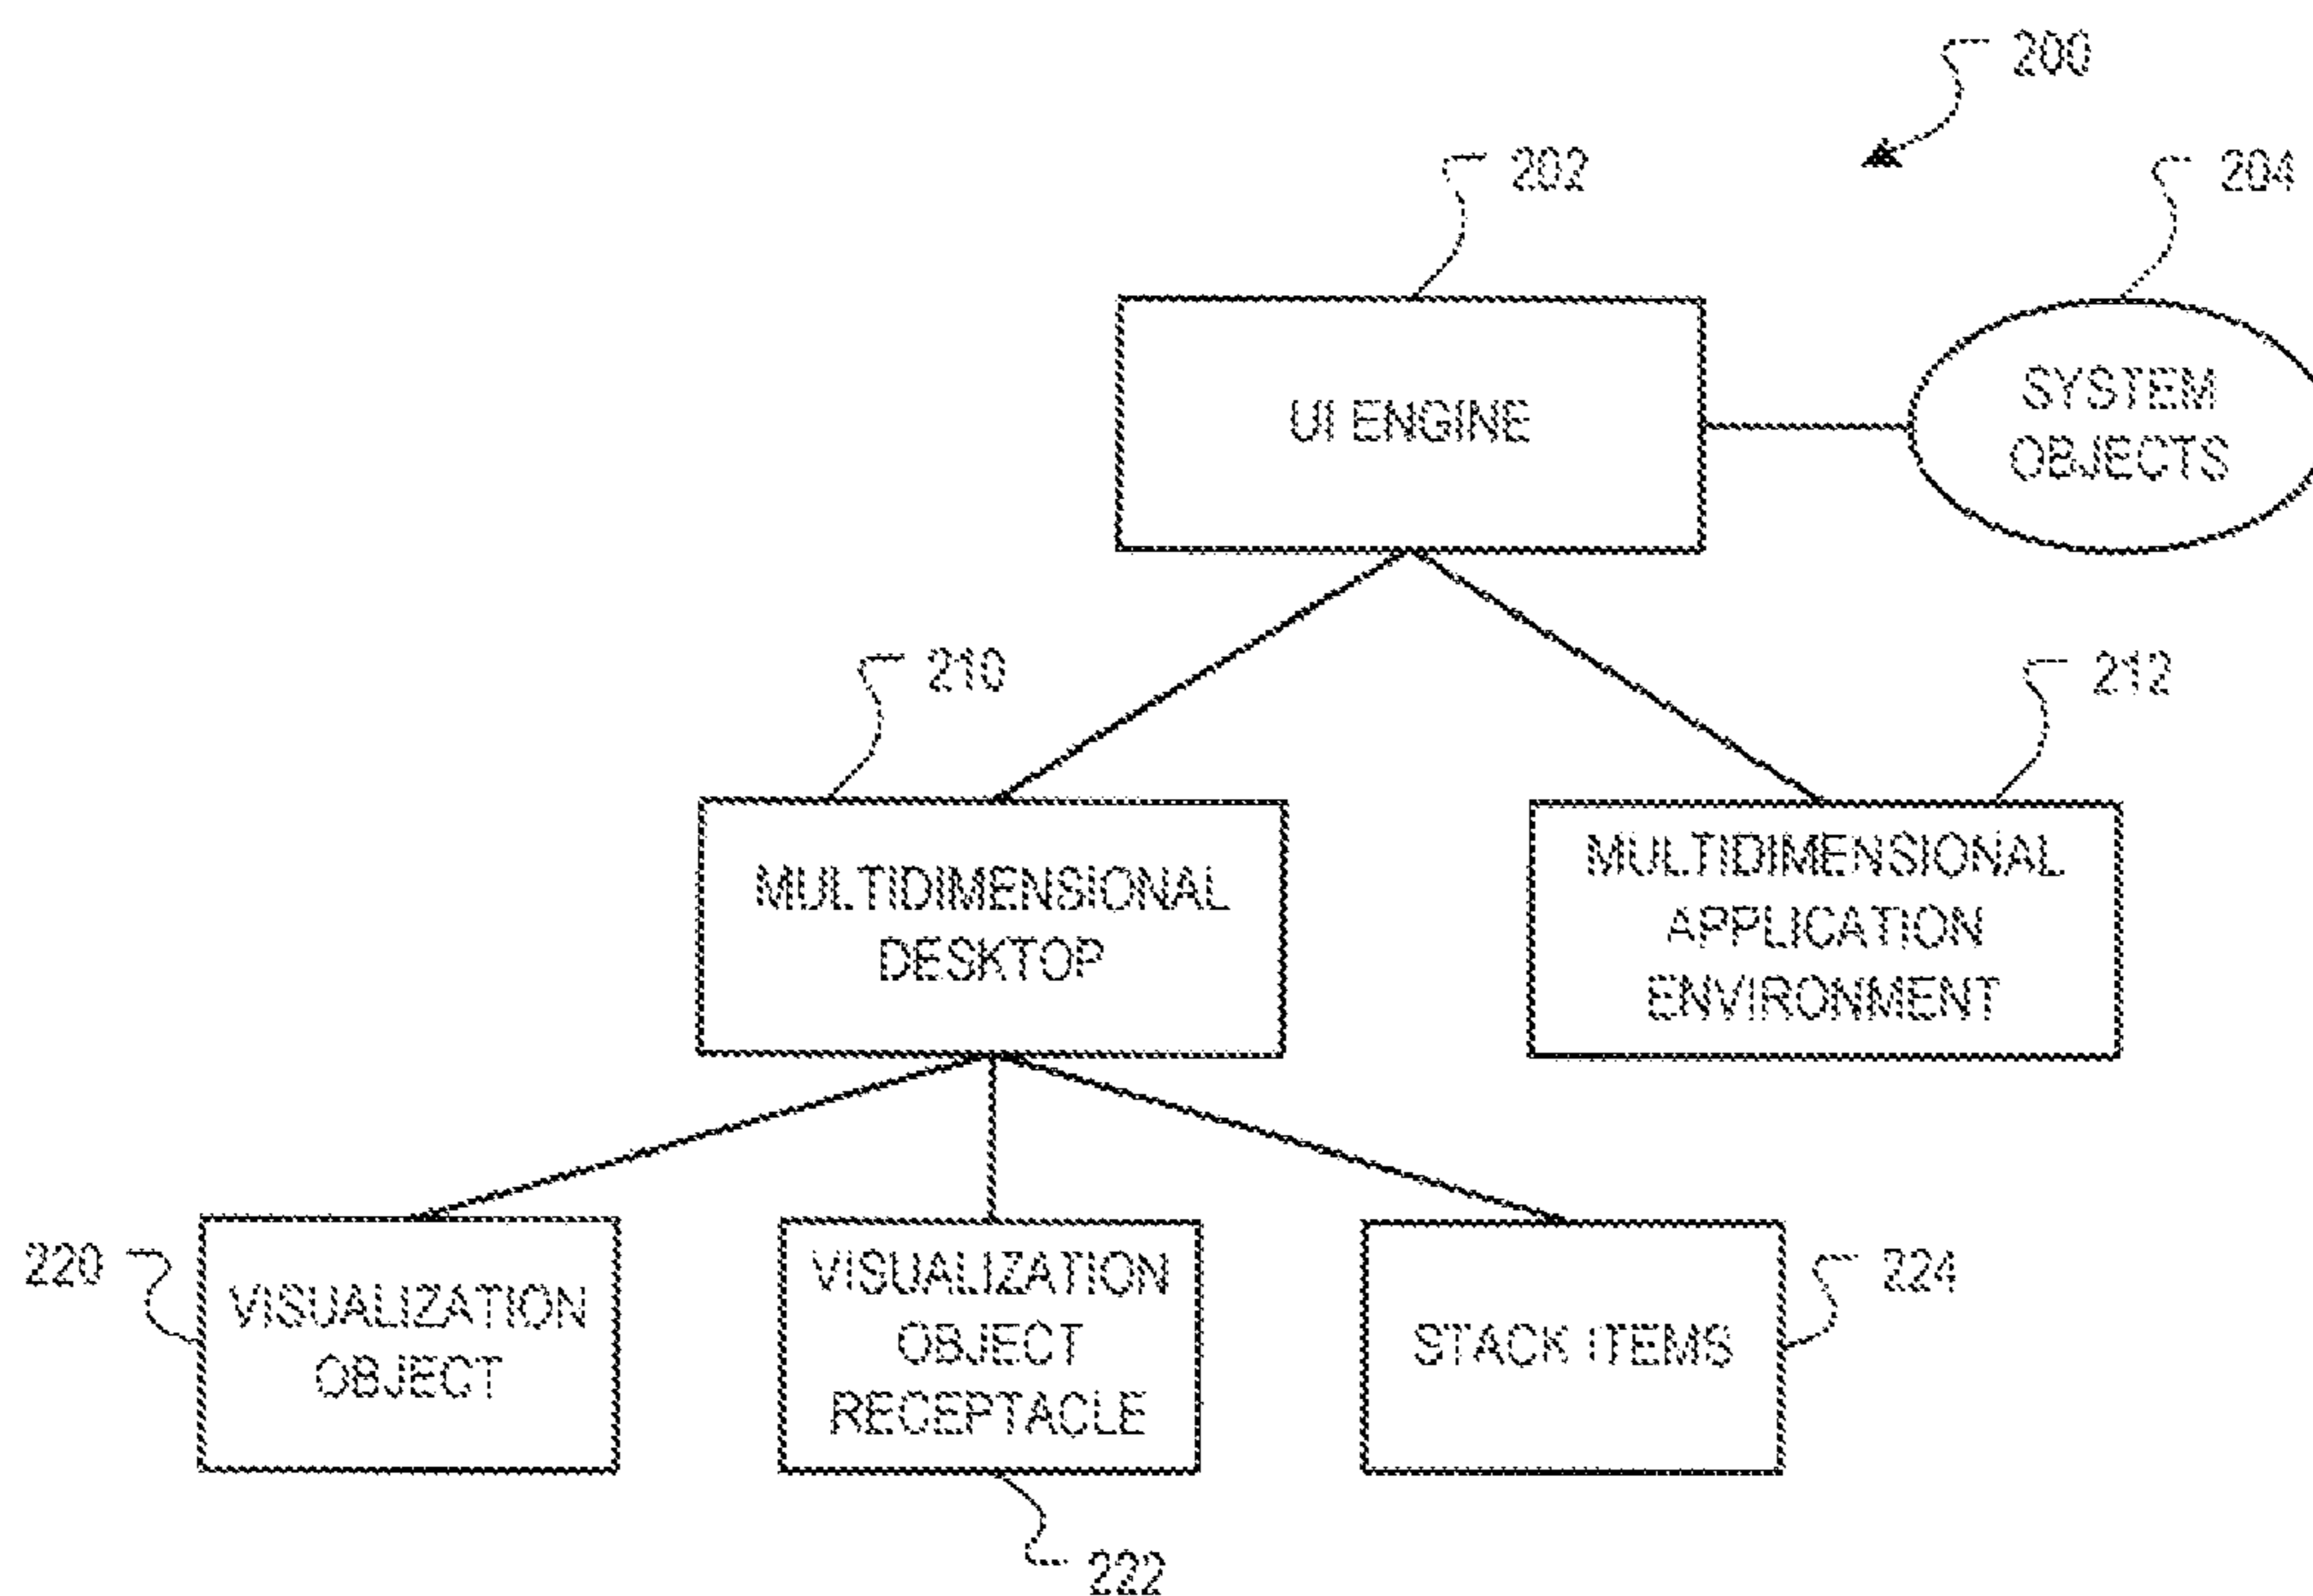 200
202
204
UI ENGINE
SYSTEM
OBJECTS
210
212
MULTIDIMENSIONAL
DESKTOP
MULTIDIMENSIONAL
APPLICATION
ENVIRONMENT
220
VISUALIZATION
OBJECT
VISUALIZATION
OBJECT
RECEPTACLE
222
STACK ITEMS
224